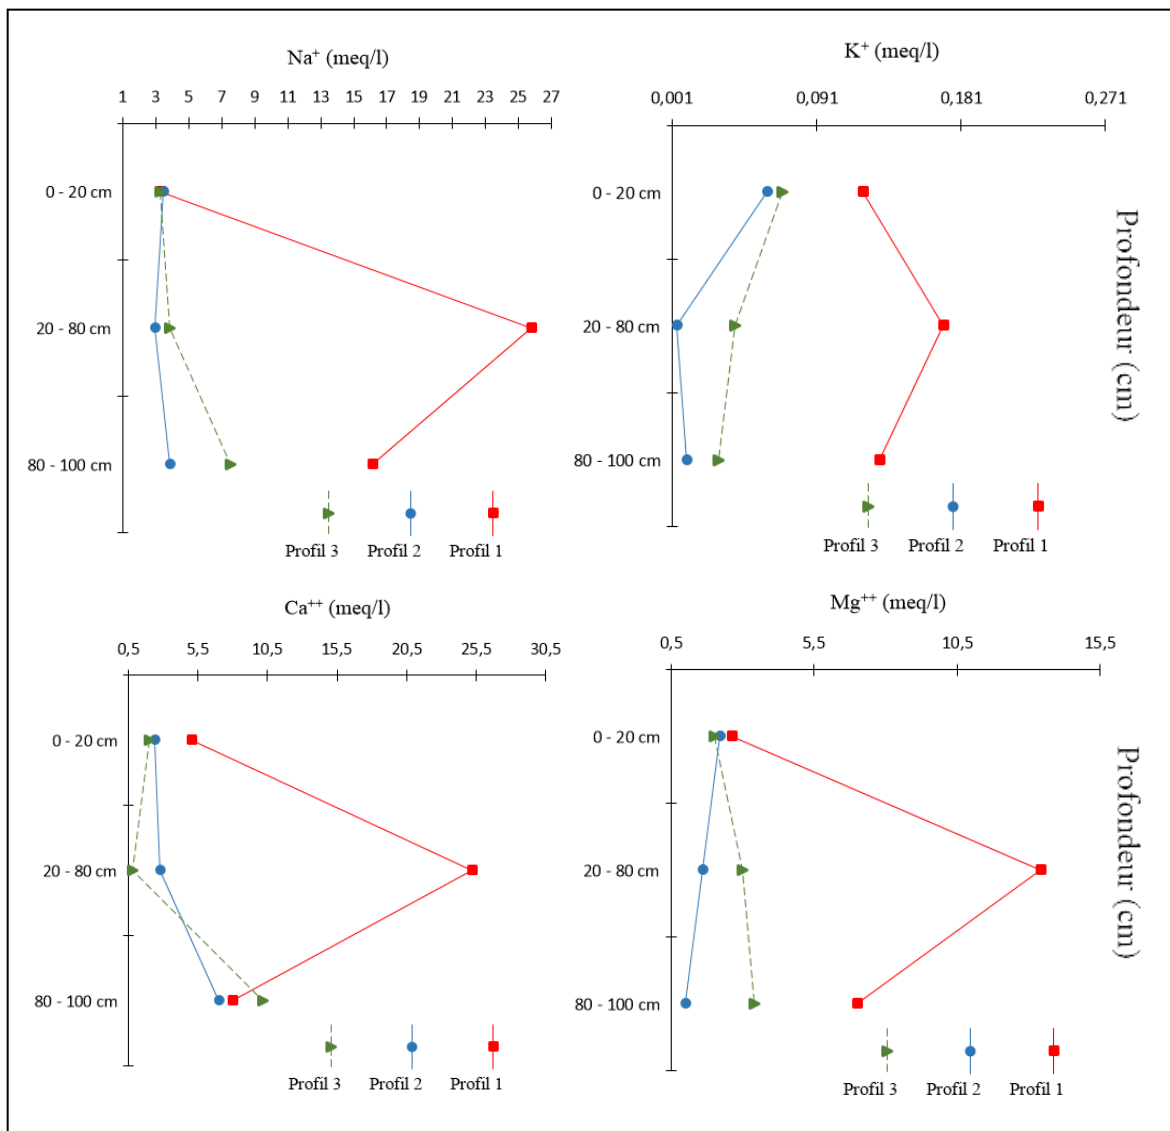 Na⁺ (meq/l)
1 3 5 7 9 11 13 15 17 19 21 23 25 27
0 - 20 cm
20 - 80 cm
80 - 100 cm
Profil 3 Profil 2 Profil 1
K⁺ (meq/l)
0,001 0,091 0,181 0,271
0 - 20 cm
20 - 80 cm
80 - 100 cm
Profil 3 Profil 2 Profil 1
Profondeur (cm)
Ca⁺⁺ (meq/l)
0,5 5,5 10,5 15,5 20,5 25,5 30,5
0 - 20 cm
20 - 80 cm
80 - 100 cm
Profil 3 Profil 2 Profil 1
Mg⁺⁺ (meq/l)
0,5 5,5 10,5 15,5
0 - 20 cm
20 - 80 cm
80 - 100 cm
Profil 3 Profil 2 Profil 1
Profondeur (cm)